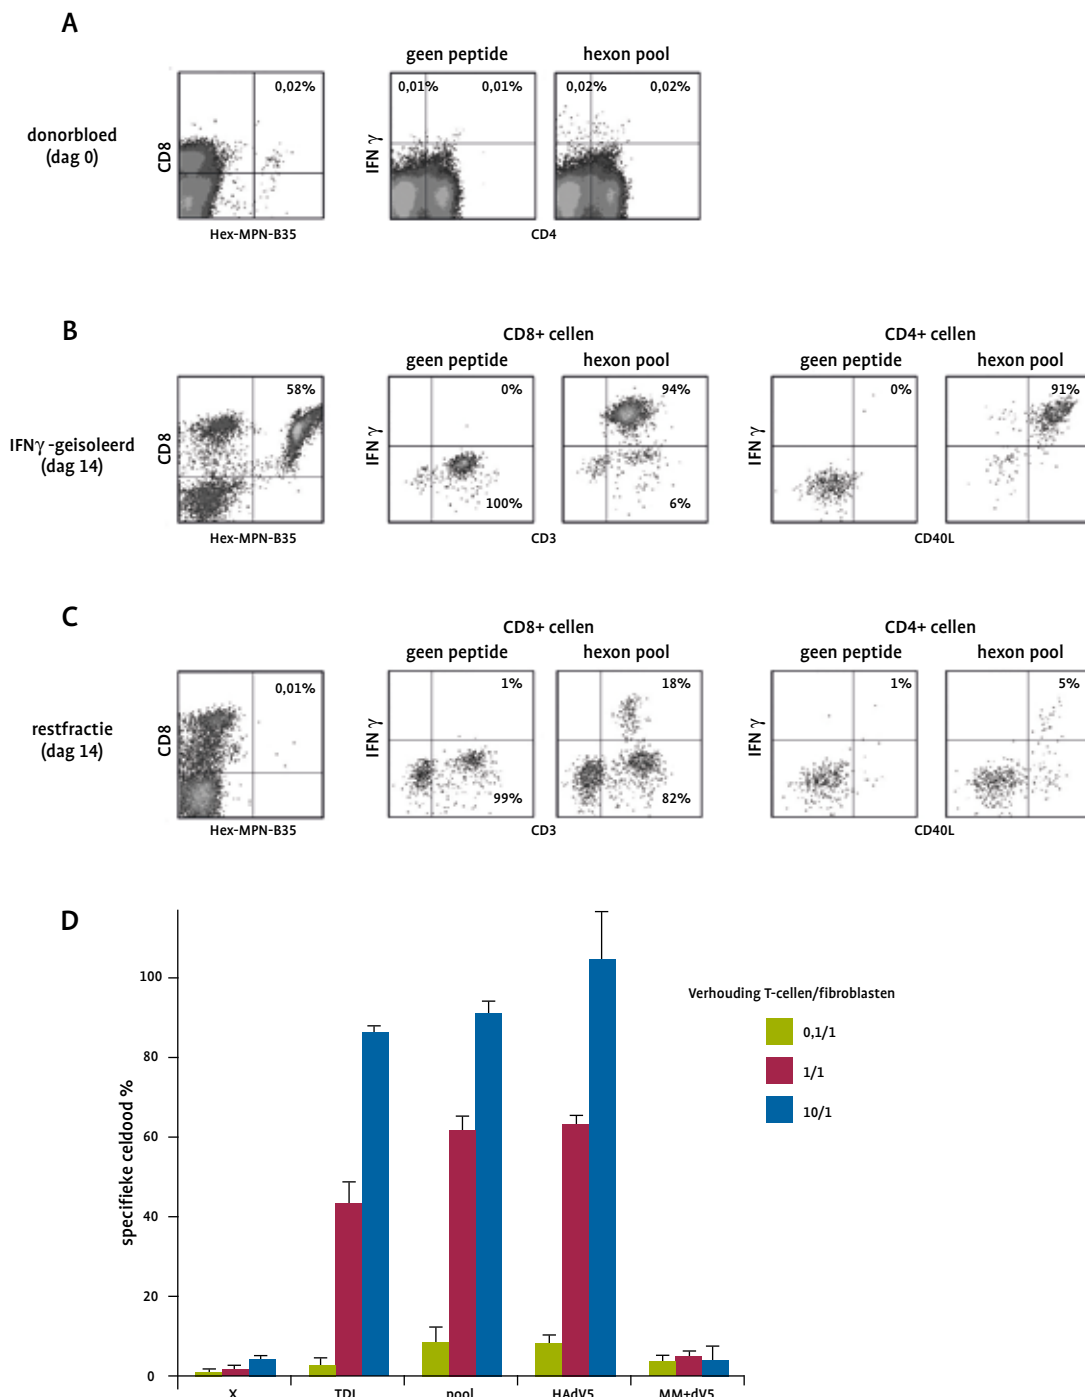 A
geen peptide hexon pool
donorbloed
(dag 0)
CD8
0,02%
IFN γ
0,01% 0,01%
0,02% 0,02%
Hex-MPN-B35
CD4
B
CD8+ cellen CD4+ cellen
geen peptide hexon pool geen peptide hexon pool
IFNγ -geisoleerd
(dag 14)
CD8
58%
IFN γ
0%
100%
94%
6%
IFN γ
0%
91%
Hex-MPN-B35
CD3
CD40L
C
CD8+ cellen CD4+ cellen
geen peptide hexon pool geen peptide hexon pool
restfractie
(dag 14)
CD8
0,01%
IFN γ
1%
99%
18%
82%
IFN γ
1%
5%
Hex-MPN-B35
CD3
CD40L
D
specifieke celdood %
100
80
60
40
20
0
X TDL pool HAdV5 MM+dV5
Verhouding T-cellen/fibroblasten
0,1/1
1/1
10/1